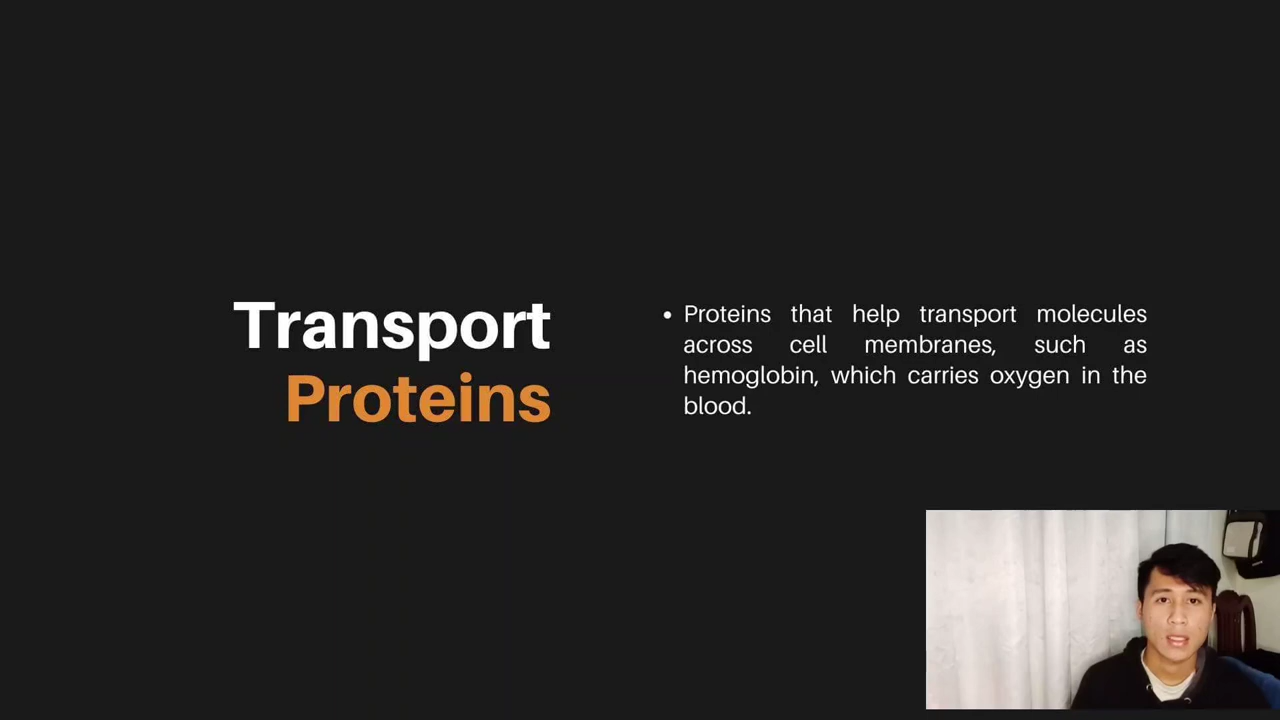 Transport
Proteins
• Proteins that help transport molecules
across cell membranes, such as
hemoglobin, which carries oxygen in the
blood.